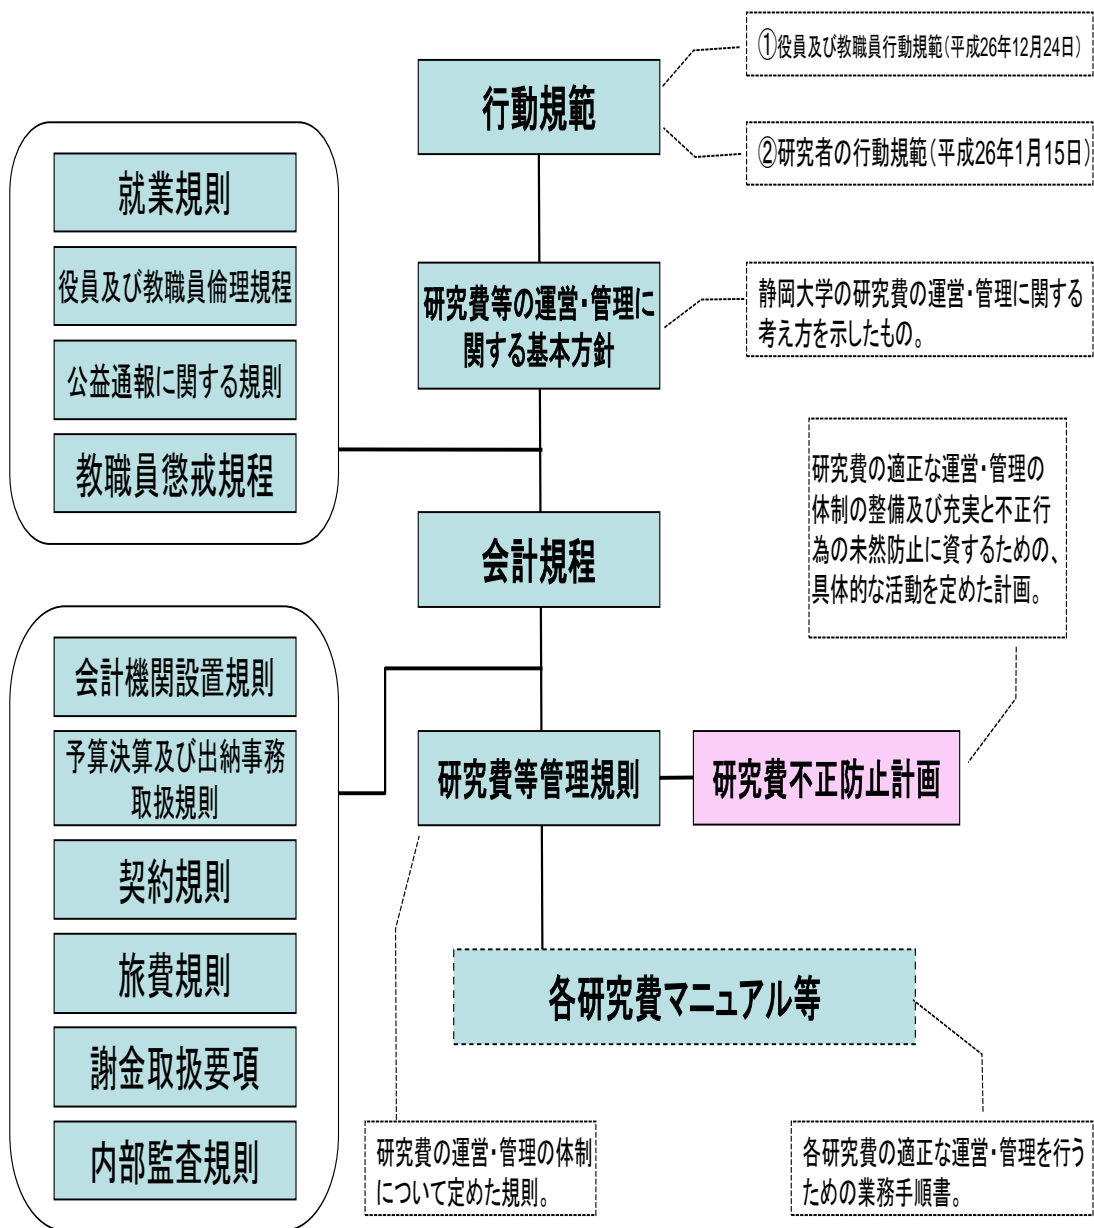 ①役員及び教職員行動規範(平成26年12月24日)
行動規範
②研究者の行動規範(平成26年1月15日)
就業規則
役員及び教職員倫理規程
公益通報に関する規則
教職員懲戒規程
研究費等の運営・管理に
関する基本方針
静岡大学の研究費の運営・管理に関する
考え方を示したもの。
研究費の適正な運営・管理の
体制の整備及び充実と不正行
為の未然防止に資するための、
具体的な活動を定めた計画。
会計規程
会計機関設置規則
予算決算及び出納事務
取扱規則
契約規則
旅費規則
謝金取扱要項
内部監査規則
研究費等管理規則
研究費不正防止計画
各研究費マニュアル等
研究費の運営・管理の体制
について定めた規則。
各研究費の適正な運営・管理を行う
ための業務手順書。